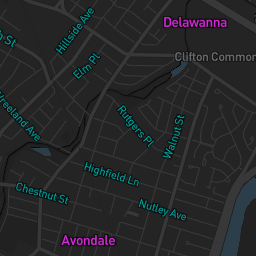 Delawanna
Hillside Ave
St
Clifton Common
Elm Pl
Rutgers Pl
Vreeland Ave
Walnut St
Highfield Ln
Chestnut St
Nutley Ave
Avondale